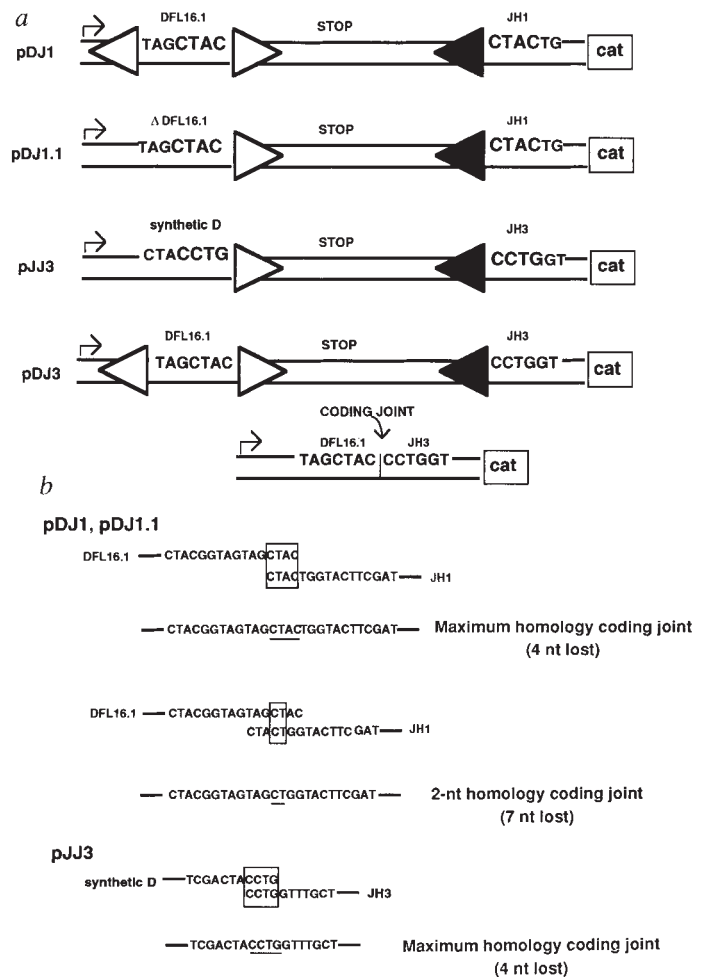 a
DFL16.1 STOP JH1
pDJ1 TAGCTAC CTACTG cat
Δ DFL16.1 STOP JH1
pDJ1.1 TAGCTAC CTACTG cat
synthetic D STOP JH3
pJJ3 CTACCTG CCTGGT cat
DFL16.1 STOP JH3
pDJ3 TAGCTAC CCTGGT cat
CODING JOINT
DFL16.1 JH3
TAGCTAC CCTGGT cat
b
pDJ1, pDJ1.1
DFL16.1 CTACGGTAGTAGCTAC
CTACTGGTACTTCGAT JH1
CTACGGTAGTAGCTACTGGTACTTCGAT Maximum homology coding joint
(4 nt lost)
DFL16.1 CTACGGTAGTAGCTAC
CTACTGGTACTTCGAT JH1
CTACGGTAGTAGCTGGTACTTCGAT 2-nt homology coding joint
(7 nt lost)
pJJ3
synthetic D TCGACTACCTG
CCTGGTTTGCT JH3
TCGACTACCTGGTTTGCT Maximum homology coding joint
(4 nt lost)